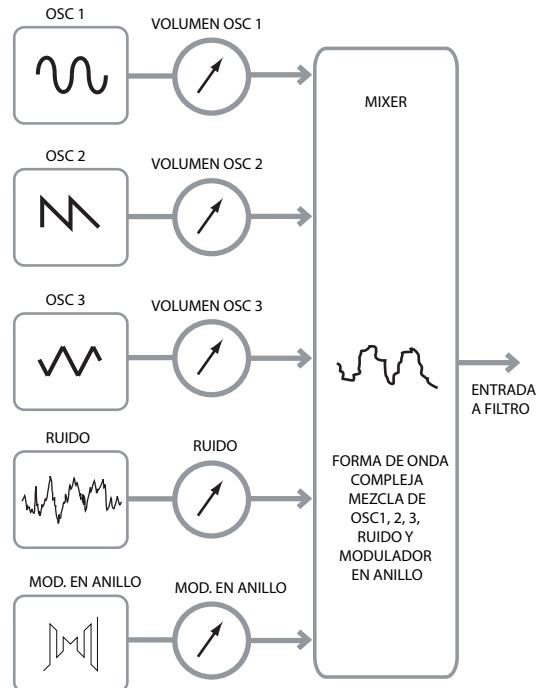 OSC 1
VOLUMEN OSC 1
OSC 2
VOLUMEN OSC 2
OSC 3
VOLUMEN OSC 3
RUIDO
RUIDO
MOD. EN ANILLO
MOD. EN ANILLO
MIXER
FORMA DE ONDA
COMPLEJA
MEZCLA DE
OSC1, 2, 3,
RUIDO Y
MODULADOR
EN ANILLO
ENTRADA
A FILTRO